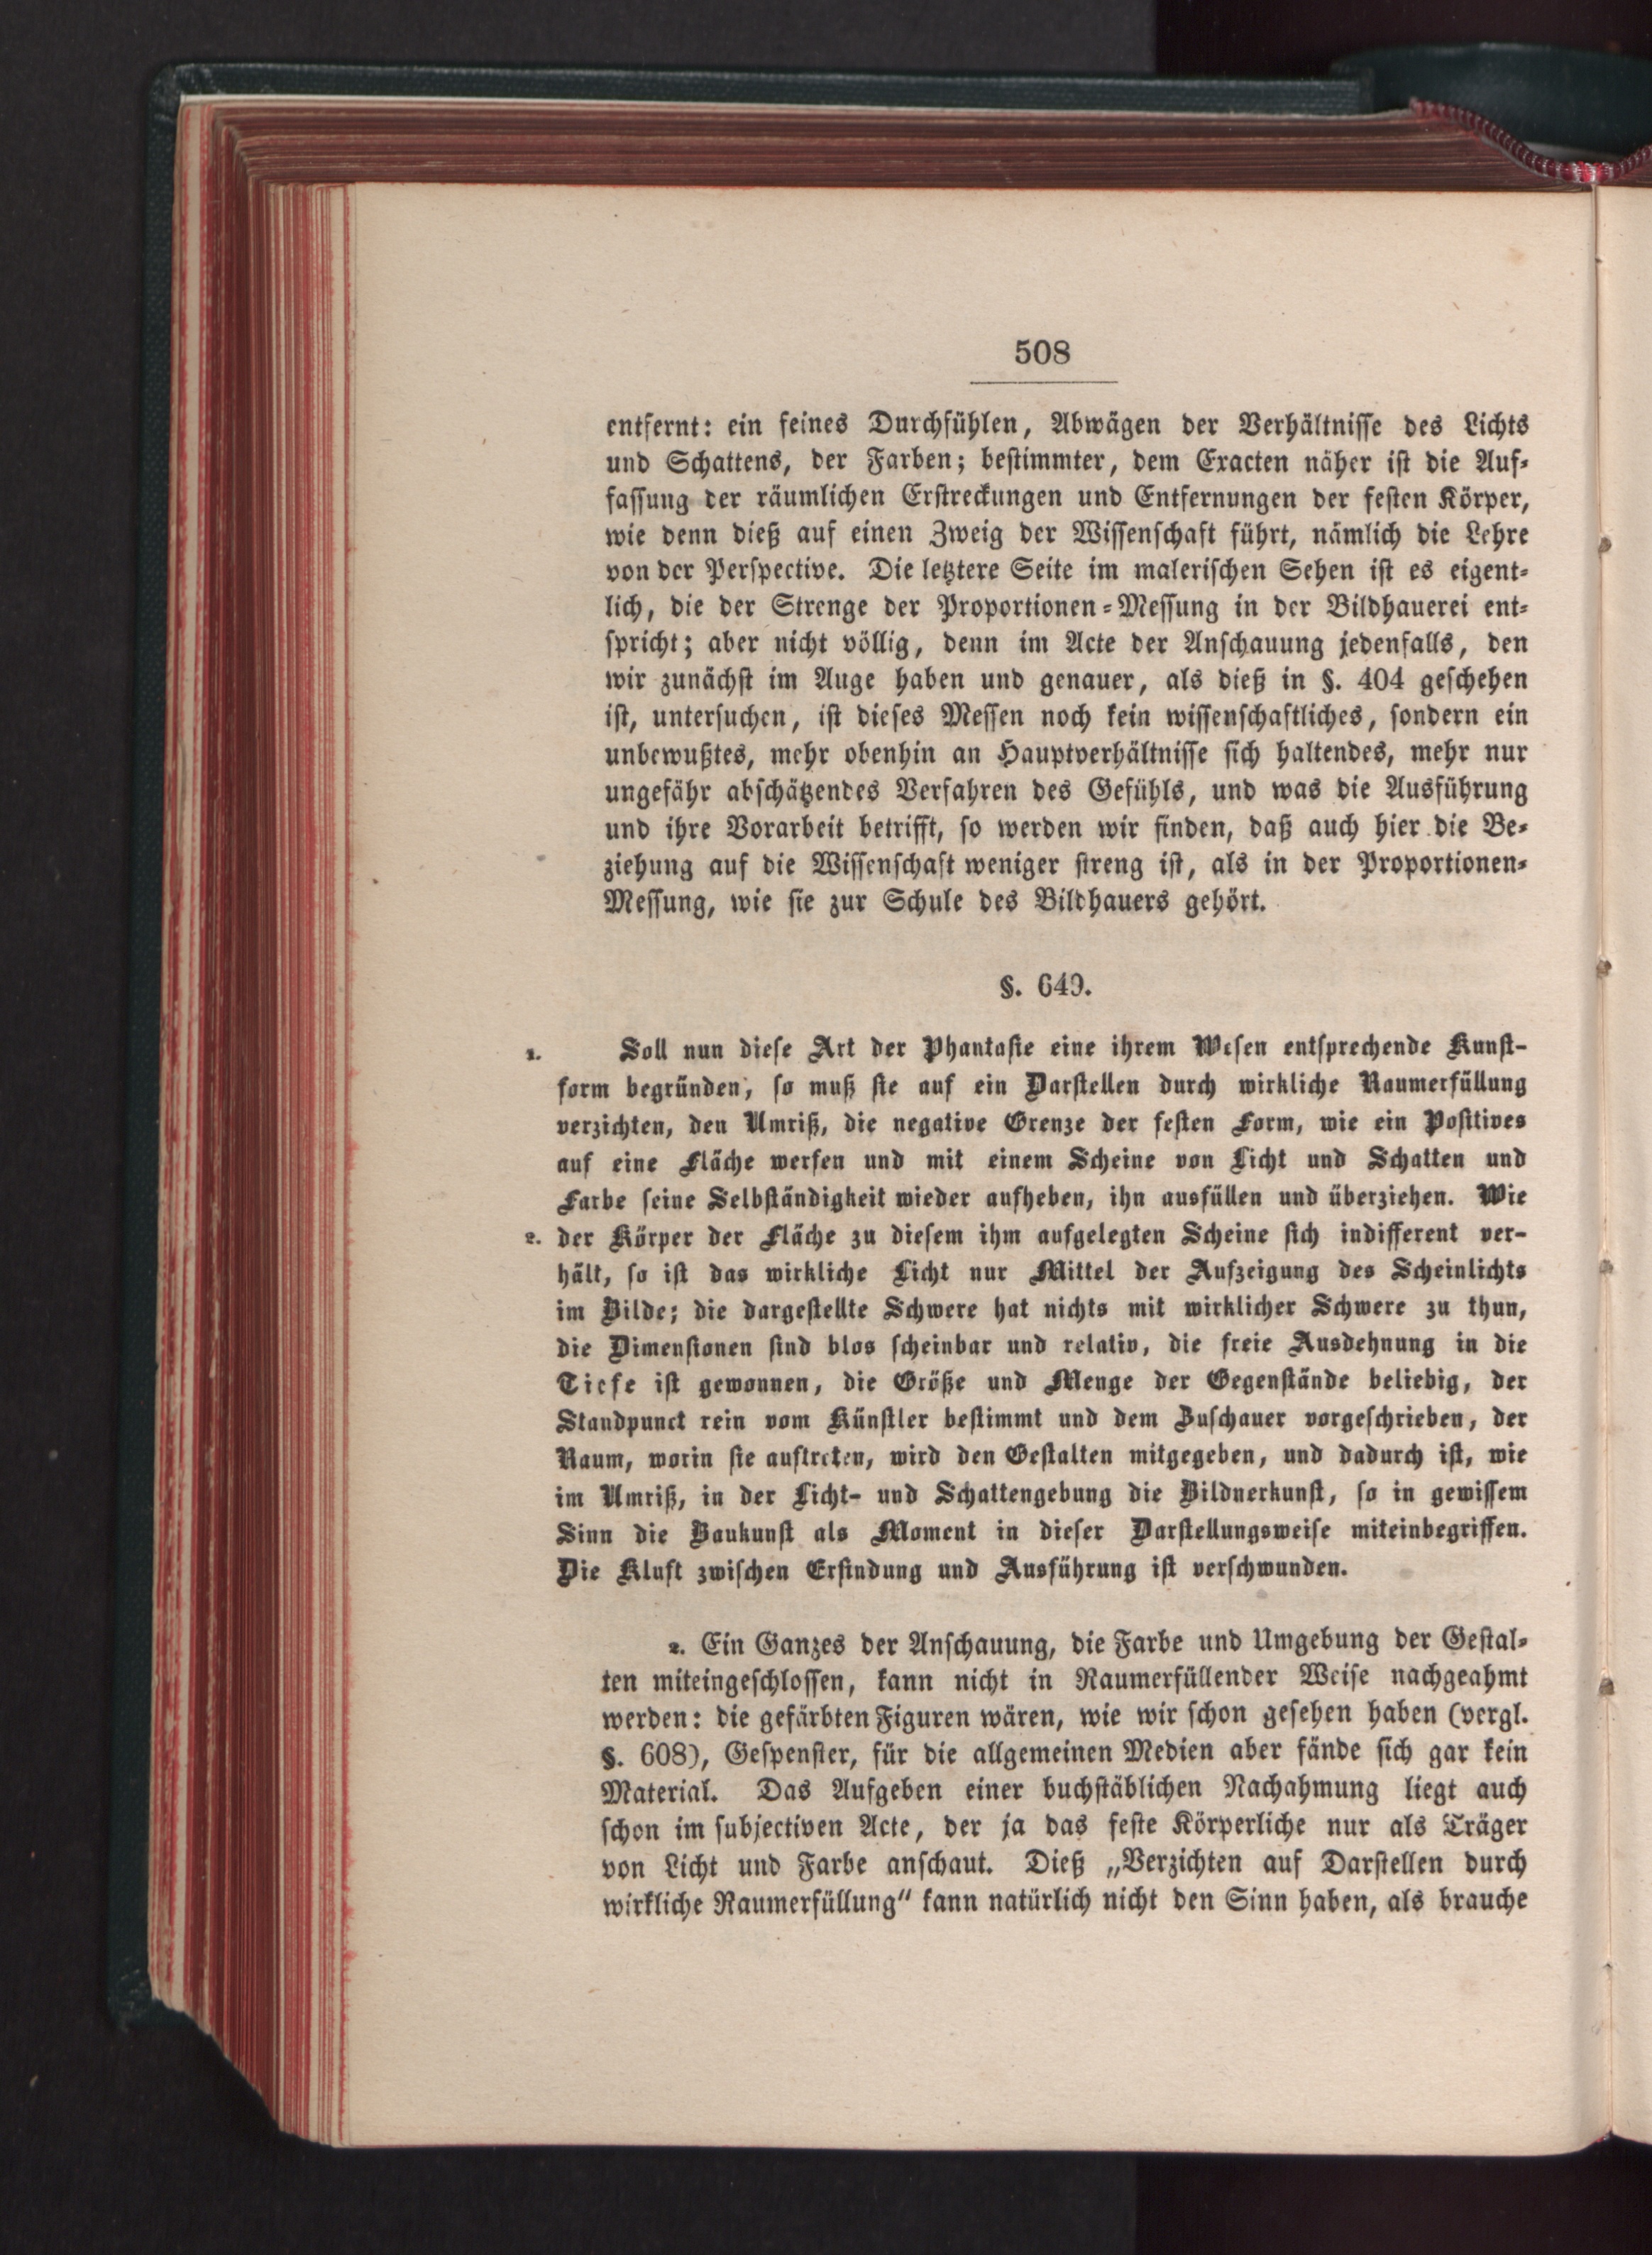 508
entfernt: ein feines Durchfühlen, Abwägen der Verhältnisse des Lichts
und Schattens, der Farben; bestimmter, dem Exacten näher ist die Auf-
fassung der räumlichen Erstreckungen und Entfernungen der festen Körper,
wie denn dieß auf einen Zweig der Wissenschaft führt, nämlich die Lehre
von der Perspective. Die letztere Seite im malerischen Sehen ist es eigent-
lich, die der Strenge der Proportionen-Messung in der Bildhauerei ent-
spricht; aber nicht völlig, denn im Acte der Anschauung jedenfalls, den
wir zunächst im Auge haben und genauer, als dieß in §. 404 geschehen
ist, untersuchen, ist dieses Messen noch kein wissenschaftliches, sondern ein
unbewußtes, mehr obenhin an Hauptverhältnisse sich haltendes, mehr nur
ungefähr abschätzendes Verfahren des Gefühls, und was die Ausführung
und ihre Vorarbeit betrifft, so werden wir finden, daß auch hier die Be-
ziehung auf die Wissenschaft weniger streng ist, als in der Proportionen-
Messung, wie sie zur Schule des Bildhauers gehört.
§. 649.
1. Soll nun diese Art der Phantasie eine ihrem Wesen entsprechende Kunst-
form begründen, so muß sie auf ein Darstellen durch wirkliche Raumerfüllung
verzichten, den Umriß, die negative Grenze der festen Form, wie ein Positives
auf eine Fläche werfen und mit einem Scheine von Licht und Schatten und
Farbe seine Selbständigkeit wieder aufheben, ihn ausfüllen und überziehen. Wie
2. der Körper der Fläche zu diesem ihm aufgelegten Scheine sich indifferent ver-
hält, so ist das wirkliche Licht nur Mittel der Aufzeigung des Scheinlichts
im Bilde; die dargestellte Schwere hat nichts mit wirklicher Schwere zu thun,
die Dimensionen sind blos scheinbar und relativ, die freie Ausdehnung in die
Tiefe ist gewonnen, die Größe und Menge der Gegenstände beliebig, der
Standpunct rein vom Künstler bestimmt und dem Zuschauer vorgeschrieben, der
Raum, worin sie auftreten, wird den Gestalten mitgegeben, und dadurch ist, wie
im Umriß, in der Licht- und Schattengebung die Bildnerkunst, so in gewissem
Sinn die Baukunst als Moment in dieser Darstellungsweise miteinbegriffen.
Die Kluft zwischen Erfindung und Ausführung ist verschwunden.
2. Ein Ganzes der Anschauung, die Farbe und Umgebung der Gestal-
ten miteingeschlossen, kann nicht in Raumerfüllender Weise nachgeahmt
werden: die gefärbten Figuren wären, wie wir schon gesehen haben (vergl.
§. 608), Gespenster, für die allgemeinen Medien aber fände sich gar kein
Material. Das Aufgeben einer buchstäblichen Nachahmung liegt auch
schon im subjectiven Acte, der ja das feste Körperliche nur als Träger
von Licht und Farbe anschaut. Dieß „Verzichten auf Darstellen durch
wirkliche Raumerfüllung“ kann natürlich nicht den Sinn haben, als brauche